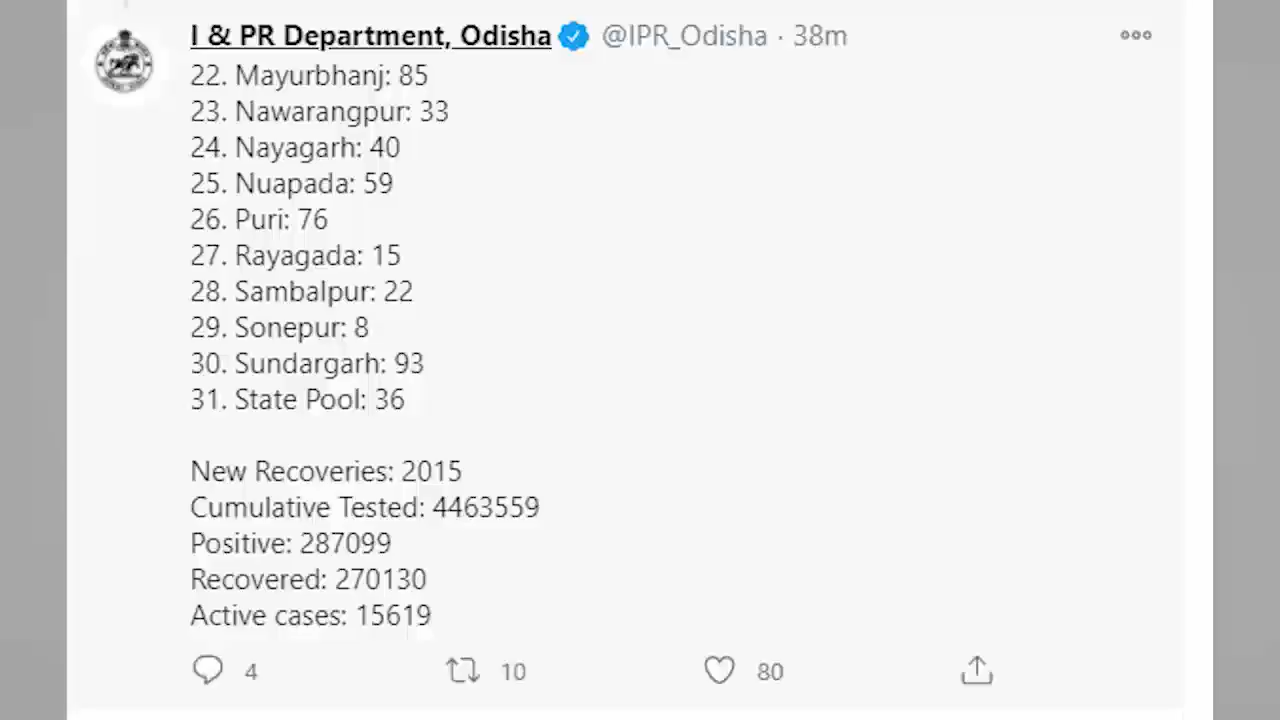 I & PR Department, Odisha @IPR_Odisha · 38m
22. Mayurbhanj: 85
23. Nawarangpur: 33
24. Nayagarh: 40
25. Nuapada: 59
26. Puri: 76
27. Rayagada: 15
28. Sambalpur: 22
29. Sonepur: 8
30. Sundargarh: 93
31. State Pool: 36
New Recoveries: 2015
Cumulative Tested: 4463559
Positive: 287099
Recovered: 270130
Active cases: 15619
4 10 80